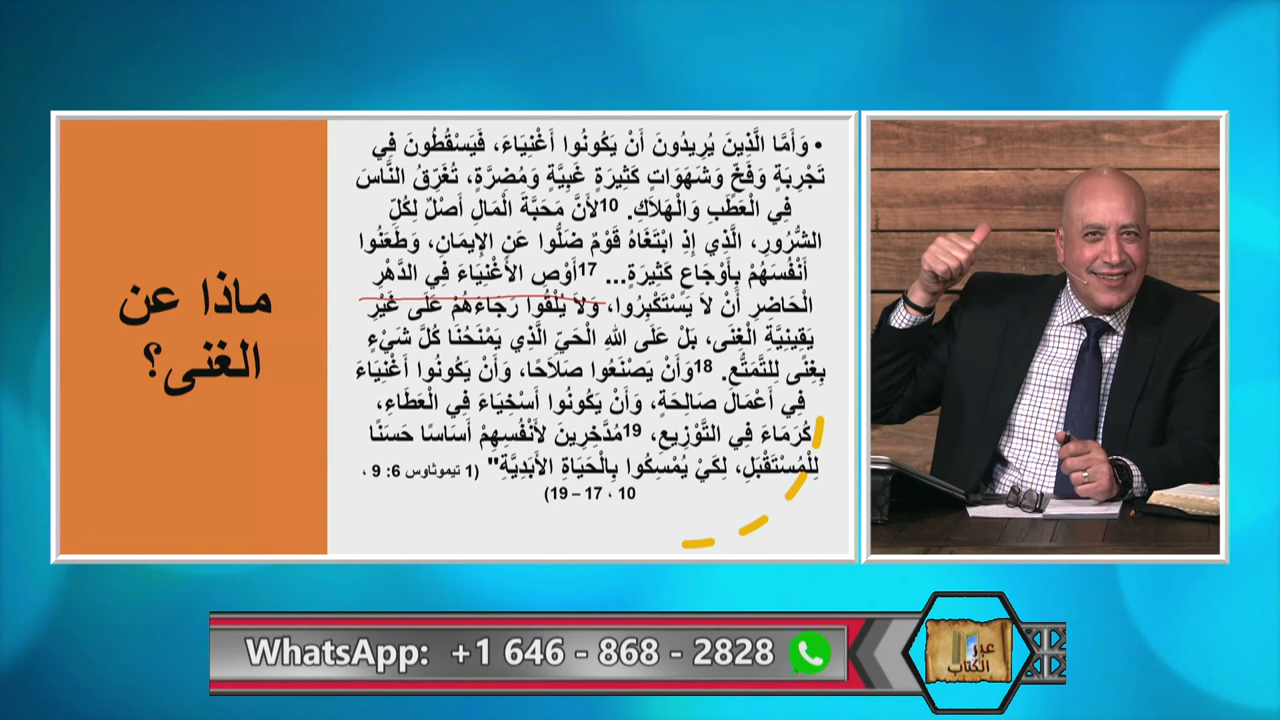 ماذا عن
الغنى؟
• وَأَمَّا الَّذِينَ يُرِيدُونَ أَنْ يَكُونُوا أَغْنِيَاءَ، فَيَسْقُطُونَ فِي
تَجْرِبَةٍ وَفَخٍّ وَشَهَوَاتٍ كَثِيرَةٍ غَبِيَّةٍ وَمُضِرَّةٍ، تُغَرِّقُ النَّاسَ
فِي الْعَطَبِ وَالْهَلاَكِ. 10لأَنَّ مَحَبَّةَ الْمَالِ أَصْلٌ لِكُلِّ
الشُّرُورِ، الَّذِي إِذِ ابْتَغَاهُ قَوْمٌ ضَلُّوا عَنِ الإِيمَانِ، وَطَعَنُوا
أَنْفُسَهُمْ بِأَوْجَاعٍ كَثِيرَةٍ... 17أَوْصِ الأَغْنِيَاءَ فِي الدَّهْرِ
الْحَاضِرِ أَنْ لاَ يَسْتَكْبِرُوا، وَلاَ يُلْقُوا رَجَاءَهُمْ عَلَى غَيْرِ
يَقِينِيَّةِ الْغِنَى، بَلْ عَلَى اللهِ الْحَيِّ الَّذِي يَمْنَحُنَا كُلَّ شَيْءٍ
بِغِنًى لِلتَّمَتُّعِ. 18وَأَنْ يَصْنَعُوا صَلاَحًا، وَأَنْ يَكُونُوا أَغْنِيَاءَ
فِي أَعْمَال صَالِحَةٍ، وَأَنْ يَكُونُوا أَسْخِيَاءَ فِي الْعَطَاءِ،
كُرَمَاءَ فِي التَّوْزِيعِ، 19مُدَّخِرِينَ لأَنْفُسِهِمْ أَسَاسًا حَسَنًا
لِلْمُسْتَقْبَلِ، لِكَيْ يُمْسِكُوا بِالْحَيَاةِ الأَبَدِيَّةِ" (1 تيموثاوس 6: 9 ،
10 ، 17 – 19)
WhatsApp: +1 646 - 868 - 2828
عبر
الكتاب